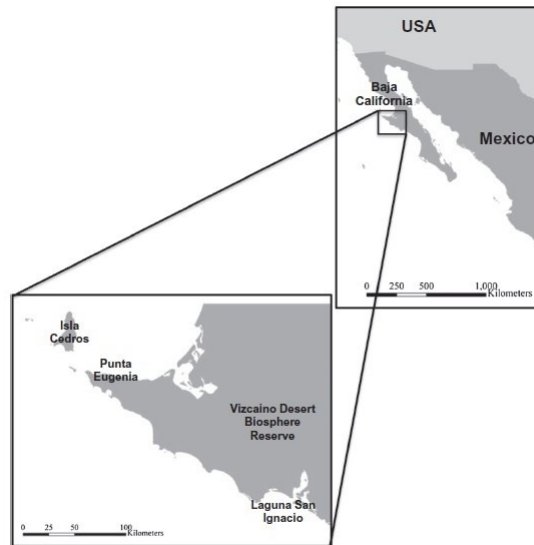 USA
Baja
California
Mexico
0 250 500 1,000
Kilometers
Isla
Cedros
Punta
Eugenia
Vizcaino Desert
Biosphere
Reserve
Laguna San
Ignacio
0 25 50 100
Kilometers